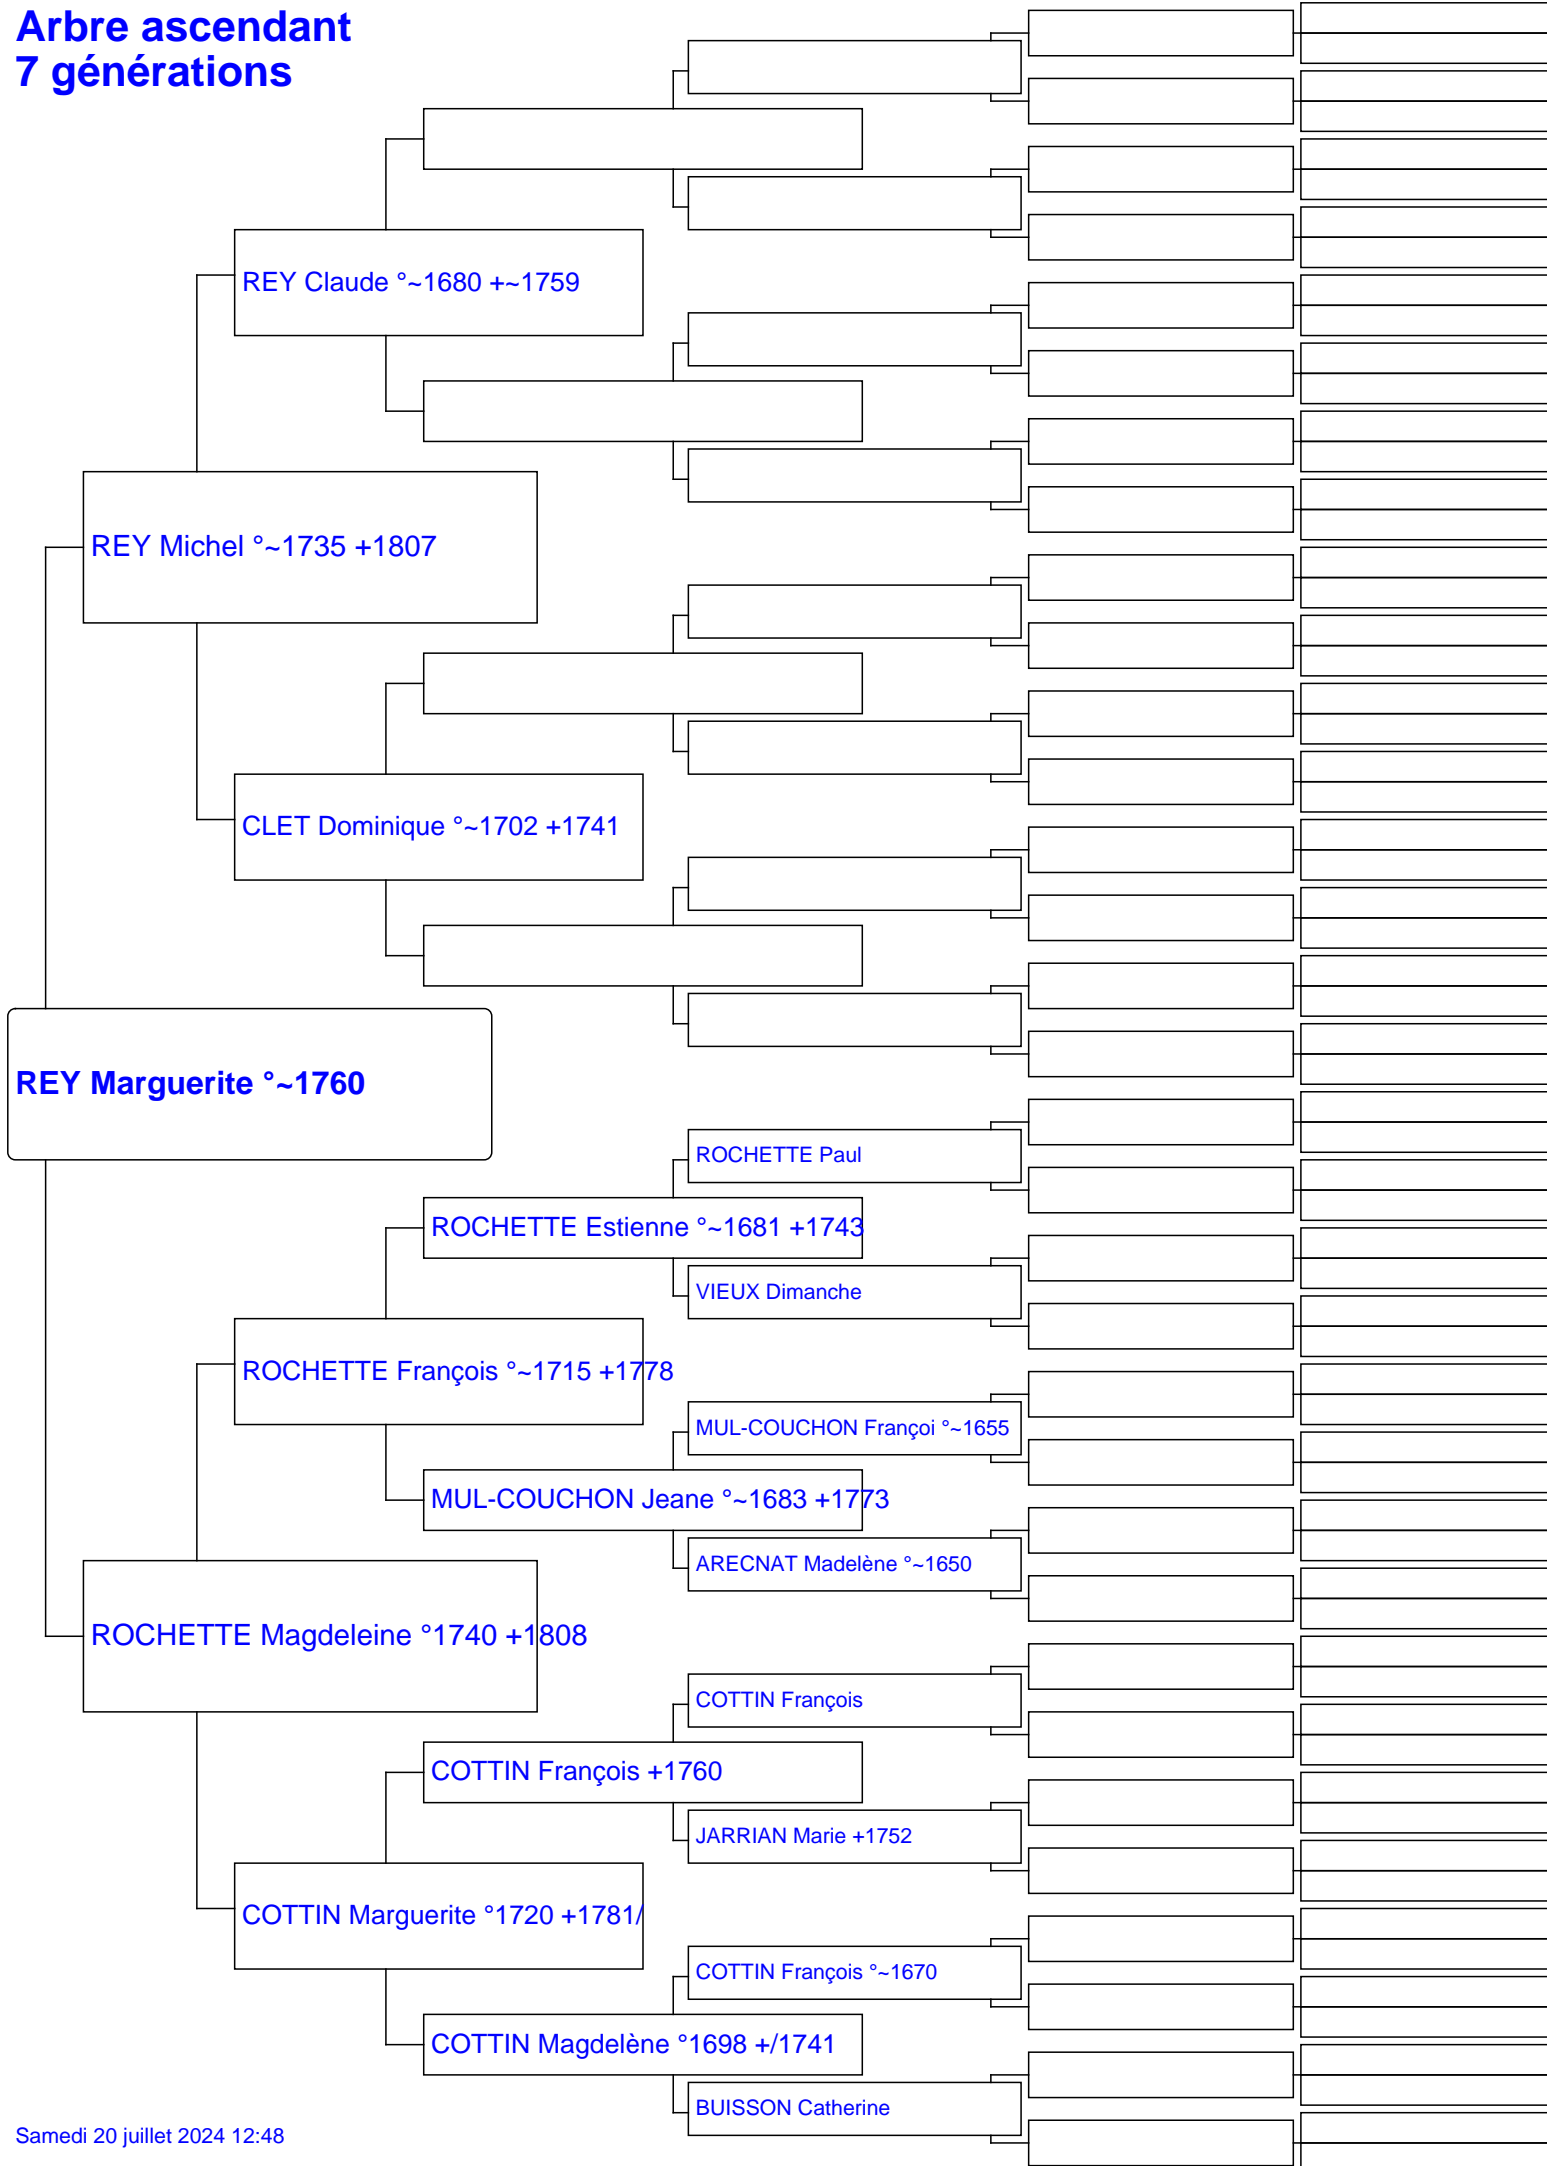 Arbre ascendant
7 générations
REY Claude °~1680 +~1759
REY Michel °~1735 +1807
CLET Dominique °~1702 +1741
REY Marguerite °~1760
ROCHETTE Paul
ROCHETTE Estienne °~1681 +1743
VIEUX Dimanche
ROCHETTE François °~1715 +1778
MUL-COUCHON Françoi °~1655
MUL-COUCHON Jeane °~1683 +1773
ARECNAT Madelène °~1650
ROCHETTE Magdeleine °1740 +1808
COTTIN François
COTTIN François +1760
JARRIAN Marie +1752
COTTIN Marguerite °1720 +1781/
COTTIN François °~1670
COTTIN Magdelène °1698 +/1741
BUISSON Catherine
Samedi 20 juillet 2024 12:48